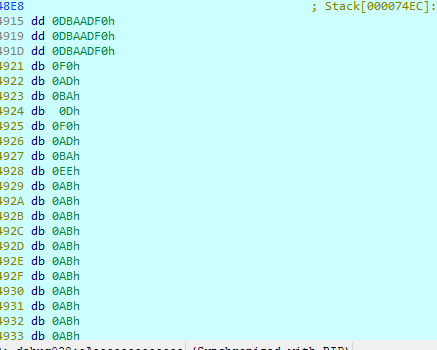 48E8 ; Stack[000074EC]:
4915 dd 0DBAADF0h
4919 dd 0DBAADF0h
491D dd 0DBAADF0h
4921 db 0F0h
4922 db 0ADh
4923 db 0BAh
4924 db 0Dh
4925 db 0F0h
4926 db 0ADh
4927 db 0BAh
4928 db 0EEh
4929 db 0ABh
492A db 0ABh
492B db 0ABh
492C db 0ABh
492D db 0ABh
492E db 0ABh
492F db 0ABh
4930 db 0ABh
4931 db 0ABh
4932 db 0ABh
4933 db 0ABh
(Synchronized with RIP)